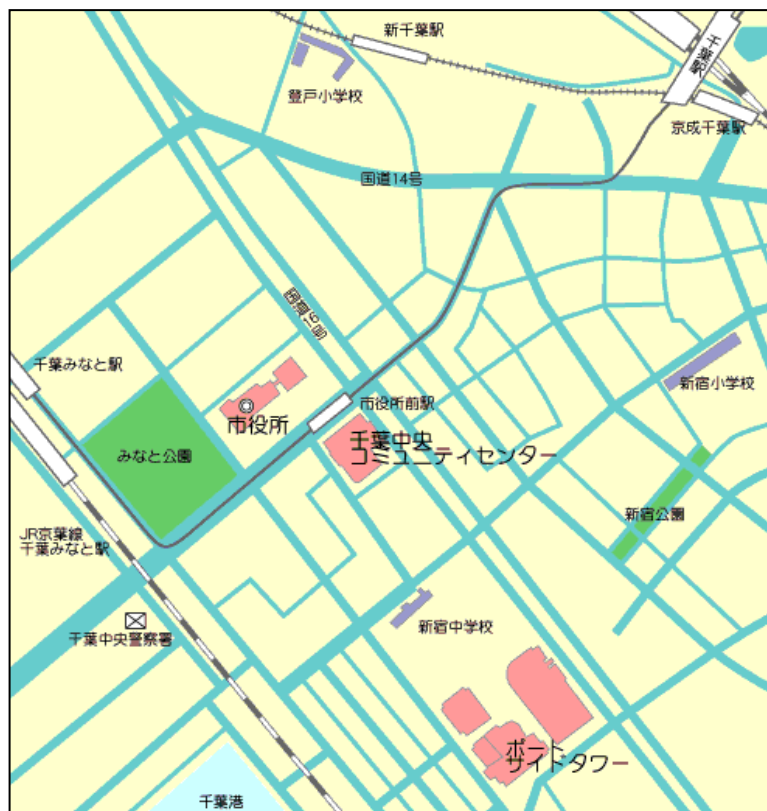 新千葉駅
千葉駅
登戸小学校
京成千葉駅
国道14号
国道16号
千葉みなと駅
市役所前駅
新宿小学校
市役所
千葉中央
コミュニティセンター
みなと公園
新宿公園
JR京葉線
千葉みなと駅
千葉中央警察署
新宿中学校
ポート
サイドタワー
千葉港